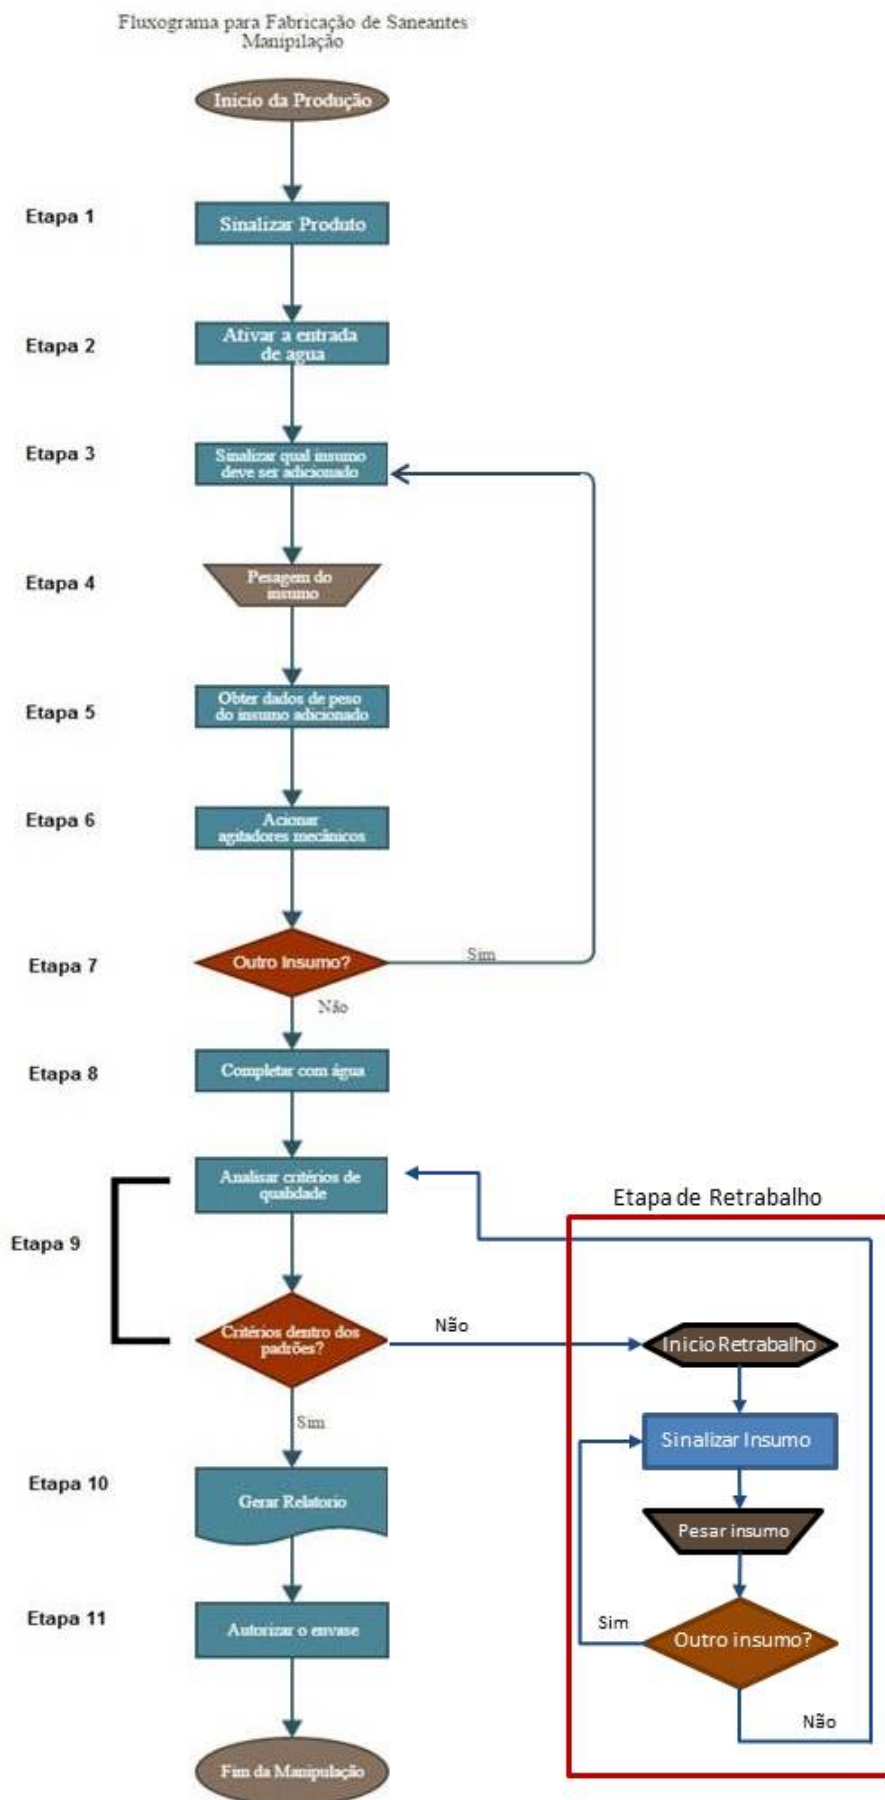 Fluxograma para Fabricação de Saneantes
Manipilação
Inicio da Produção
Etapa 1
Sinalizar Produto
Etapa 2
Ativar a entrada
de agua
Etapa 3
Sinalizar qual insumo
deve ser adicionado
Etapa 4
Pesagem do
insumo
Etapa 5
Obter dados de peso
do insumo adicionado
Etapa 6
Acionar
agitadores mecânicos
Etapa 7
Outro Insumo?
Sim
Não
Etapa 8
Completar com água
Analisar critérios de
qualidade
Etapa 9
Critérios dentro dos
padrões?
Não
Sim
Etapa 10
Gerar Relatorio
Etapa 11
Autorizar o envase
Fim da Manipulação
Etapa de Retrabalho
Inicio Retrabalho
Sinalizar Insumo
Pesar insumo
Outro insumo?
Sim
Não